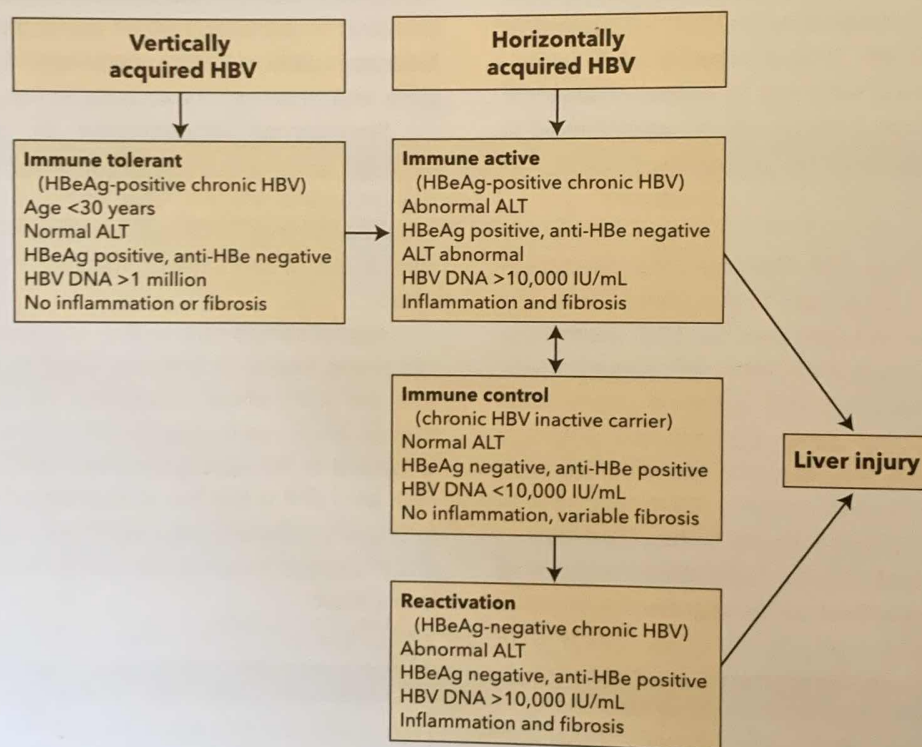 Vertically
acquired HBV
Horizontally
acquired HBV
Immune tolerant
(HBeAg-positive chronic HBV)
Age <30 years
Normal ALT
HBeAg positive, anti-HBe negative
HBV DNA >1 million
No inflammation or fibrosis
Immune active
(HBeAg-positive chronic HBV)
Abnormal ALT
HBeAg positive, anti-HBe negative
ALT abnormal
HBV DNA >10,000 IU/mL
Inflammation and fibrosis
Immune control
(chronic HBV inactive carrier)
Normal ALT
HBeAg negative, anti-HBe positive
HBV DNA <10,000 IU/mL
No inflammation, variable fibrosis
Liver injury
Reactivation
(HBeAg-negative chronic HBV)
Abnormal ALT
HBeAg negative, anti-HBe positive
HBV DNA >10,000 IU/mL
Inflammation and fibrosis